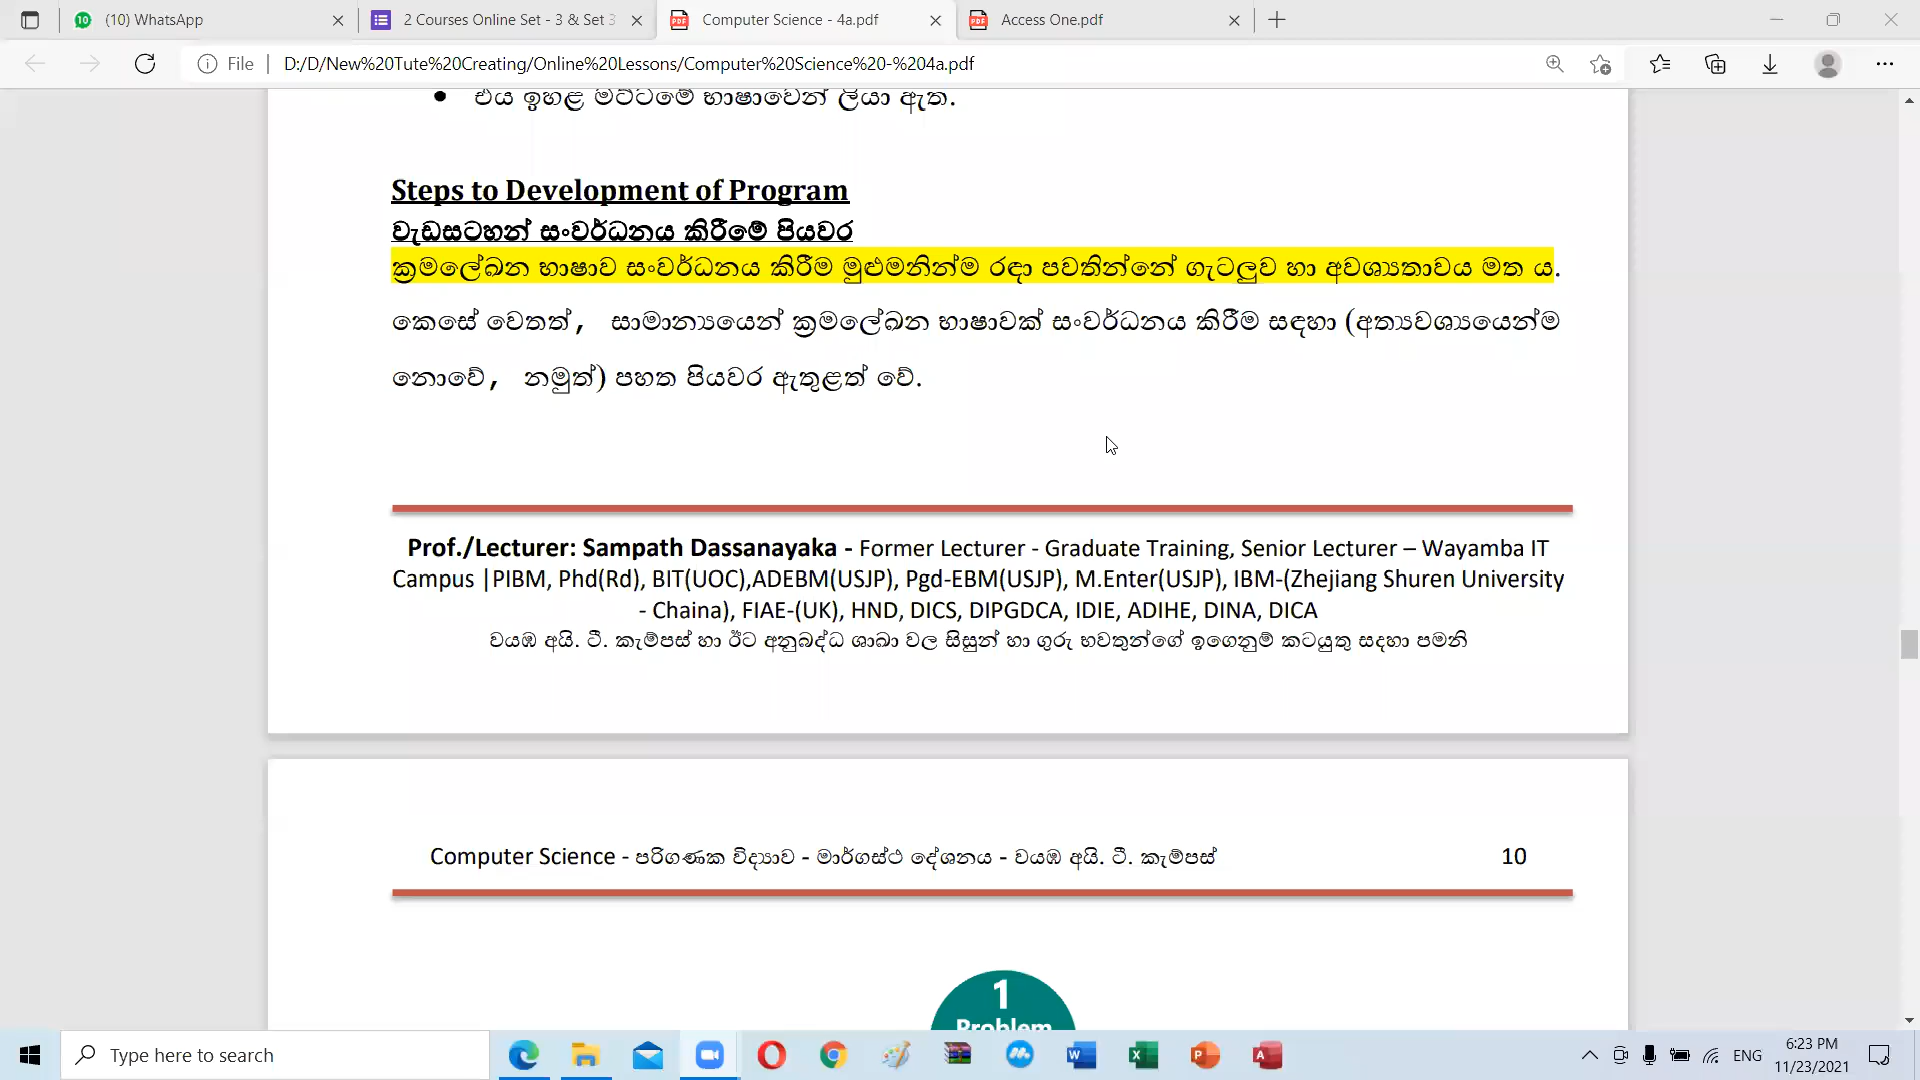 (10) WhatsApp
2 Courses Online Set - 3 & Set 3
Computer Science - 4a.pdf
Access One.pdf
File
D:/D/New%20Tute%20Creating/Online%20Lessons/Computer%20Science%20-%204a.pdf
• එය ඉහළ මට්ටමේ භාෂාවෙන් ලියා ඇත.
Steps to Development of Program
වැඩසටහන් සංවර්ධනය කිරීමේ පියවර
ක්‍රමලේඛන භාෂාව සංවර්ධනය කිරීම මුළුමනින්ම රඳා පවතින්නේ ගැටලුව හා අවශ්‍යතාවය මත ය.
කෙසේ වෙතත්, සාමාන්‍යයෙන් ක්‍රමලේඛන භාෂාවක් සංවර්ධනය කිරීම සඳහා (අත්‍යවශ්‍යයෙන්ම
නොවේ, නමුත්) පහත පියවර ඇතුළත් වේ.
Prof./Lecturer: Sampath Dassanayaka - Former Lecturer - Graduate Training, Senior Lecturer – Wayamba IT
Campus |PIBM, Phd(Rd), BIT(UOC),ADEBM(USJP), Pgd-EBM(USJP), M.Enter(USJP), IBM-(Zhejiang Shuren University
- Chaina), FIAE-(UK), HND, DICS, DIPGDCA, IDIE, ADIHE, DINA, DICA
වයඹ අයි. ටී. කැම්පස් හා ඊට අනුබද්ධ ශාඛා වල සිසුන් හා ගුරු භවතුන්ගේ ඉගෙනුම් කටයුතු සදහා පමනි
Computer Science - පරිගණක විද්‍යාව - මාර්ගස්ථ දේශනය - වයඹ අයි. ටී. කැම්පස් 10
1
Problem
Type here to search
ENG
6:23 PM
11/23/2021